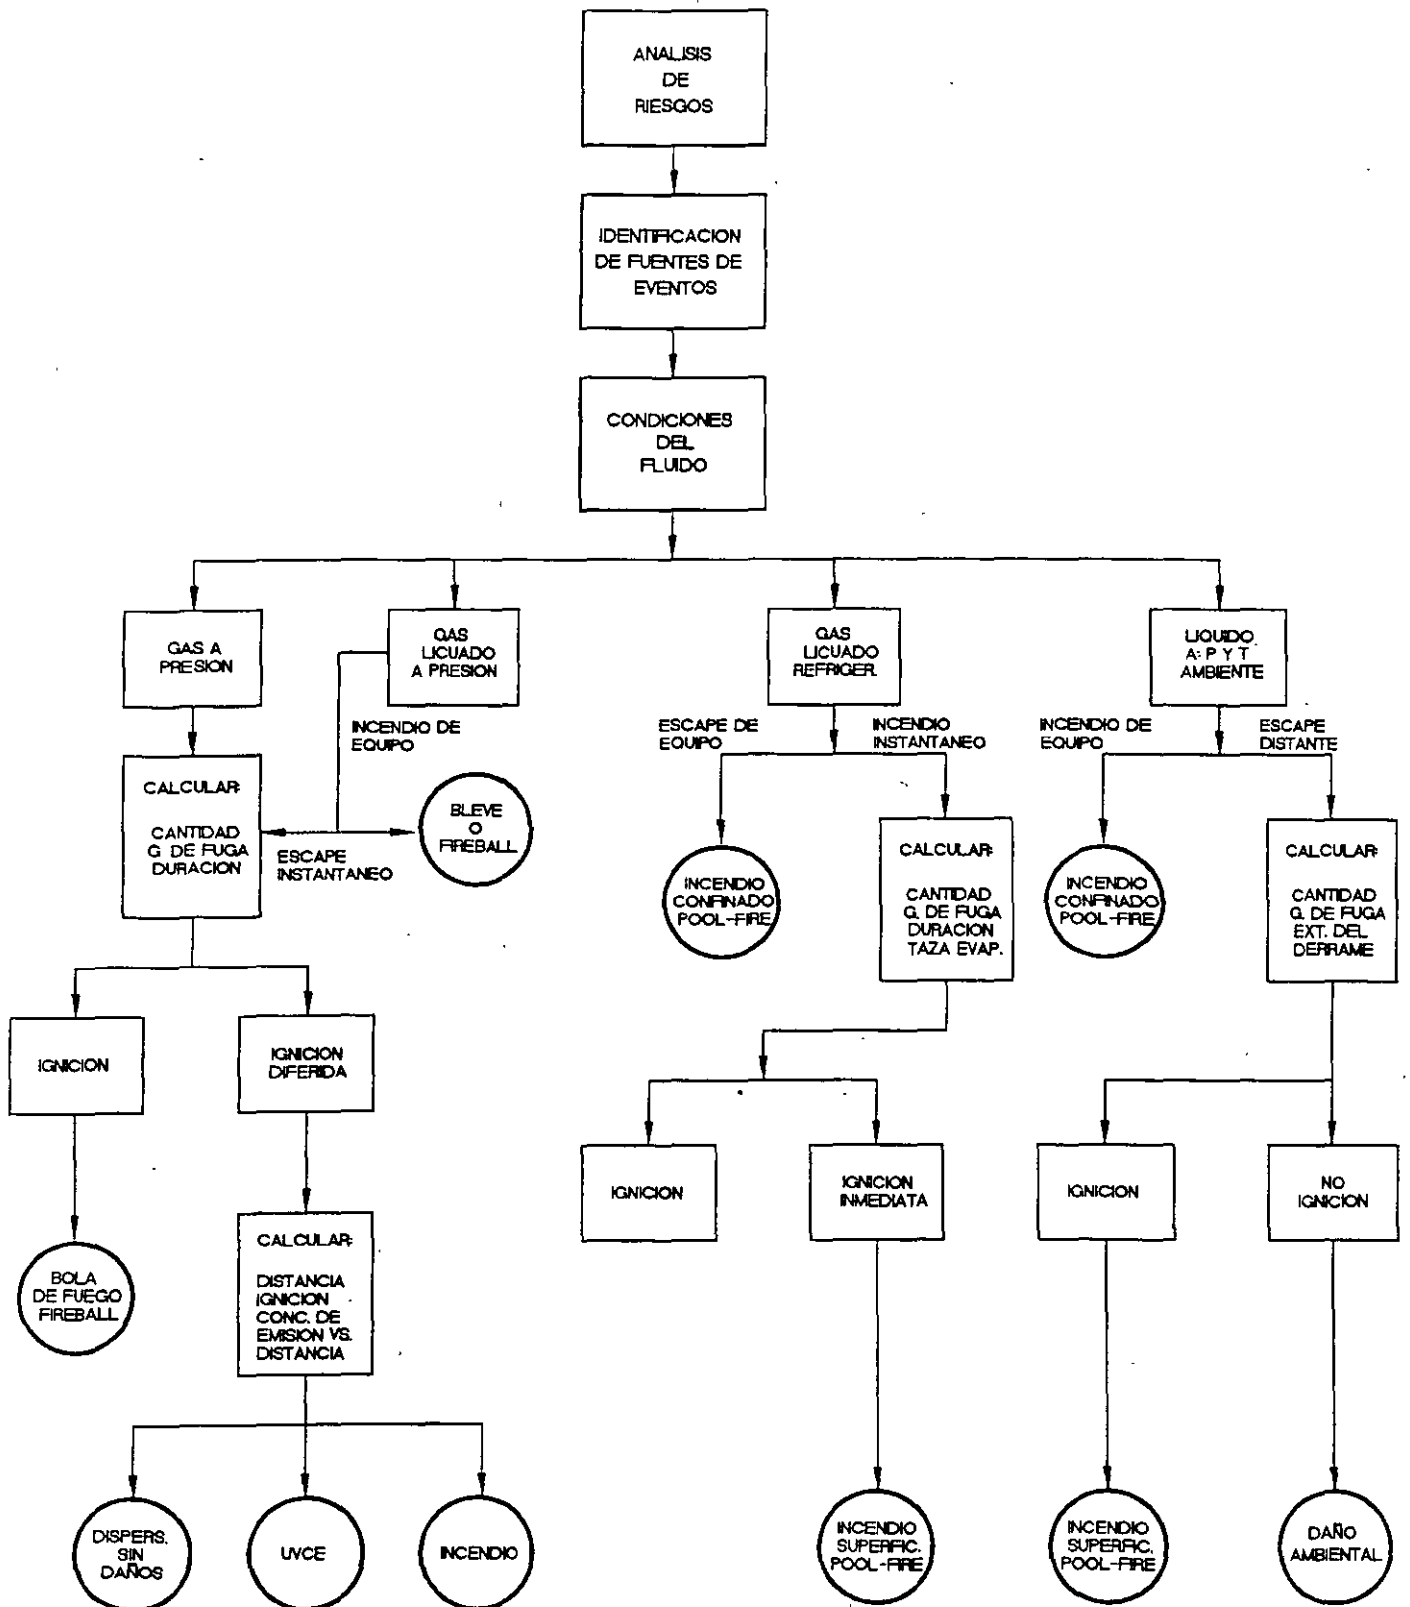 ANALISIS
DE
RIESGOS
IDENTIFICACION
DE FUENTES DE
EVENTOS
CONDICIONES
DEL
FLUIDO
GAS A
PRESION
GAS
LICUADO
A PRESION
GAS
LICUADO
REFRIGER.
LIQUIDO
A: P Y T
AMBIENTE
INCENDIO DE
EQUIPO
ESCAPE DE
EQUIPO
INCENDIO
INSTANTANEO
INCENDIO DE
EQUIPO
ESCAPE
DISTANTE
CALCULAR:
CANTIDAD
G. DE FUGA
DURACION
ESCAPE
INSTANTANEO
BLEVE
O
FIREBALL
INCENDIO
CONFINADO
POOL-FIRE
CALCULAR:
CANTIDAD
G. DE FUGA
DURACION
TAZA EVAP.
INCENDIO
CONFINADO
POOL-FIRE
CALCULAR:
CANTIDAD
G. DE FUGA
EXT. DEL
DERRAME
IGNICION
IGNICION
DIFERIDA
IGNICION
IGNICION
INMEDIATA
IGNICION
NO
IGNICION
BOLA
DE FUEGO
FIREBALL
CALCULAR:
DISTANCIA
IGNICION
CONC. DE
EMISION VS.
DISTANCIA
DISPERS.
SIN
DAÑOS
UVCE
INCENDIO
INCENDIO
SUPERFIC.
POOL-FIRE
INCENDIO
SUPERFIC.
POOL-FIRE
DAÑO
AMBIENTAL